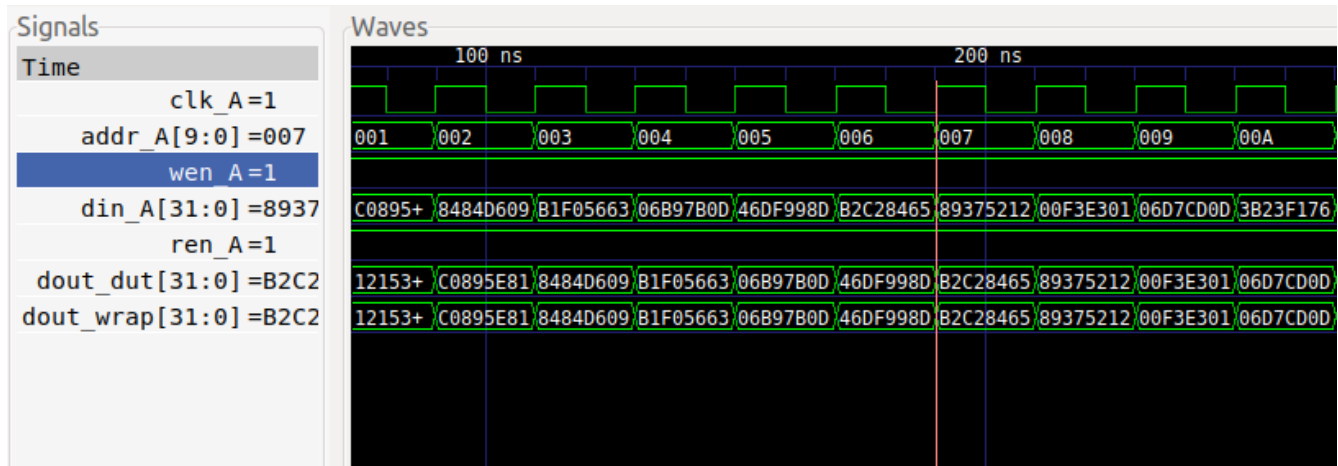 Signals Waves
Time 100 ns 200 ns
clk_A=1
addr_A[9:0]=007 001 002 003 004 005 006 007 008 009 00A
wen_A=1
din_A[31:0]=8937 C0895+ 8484D609 B1F05663 06B97B0D 46DF998D B2C28465 89375212 00F3E301 06D7CD0D 3B23F176
ren_A=1
dout_dut[31:0]=B2C2 12153+ C0895E81 8484D609 B1F05663 06B97B0D 46DF998D B2C28465 89375212 00F3E301 06D7CD0D
dout_wrap[31:0]=B2C2 12153+ C0895E81 8484D609 B1F05663 06B97B0D 46DF998D B2C28465 89375212 00F3E301 06D7CD0D